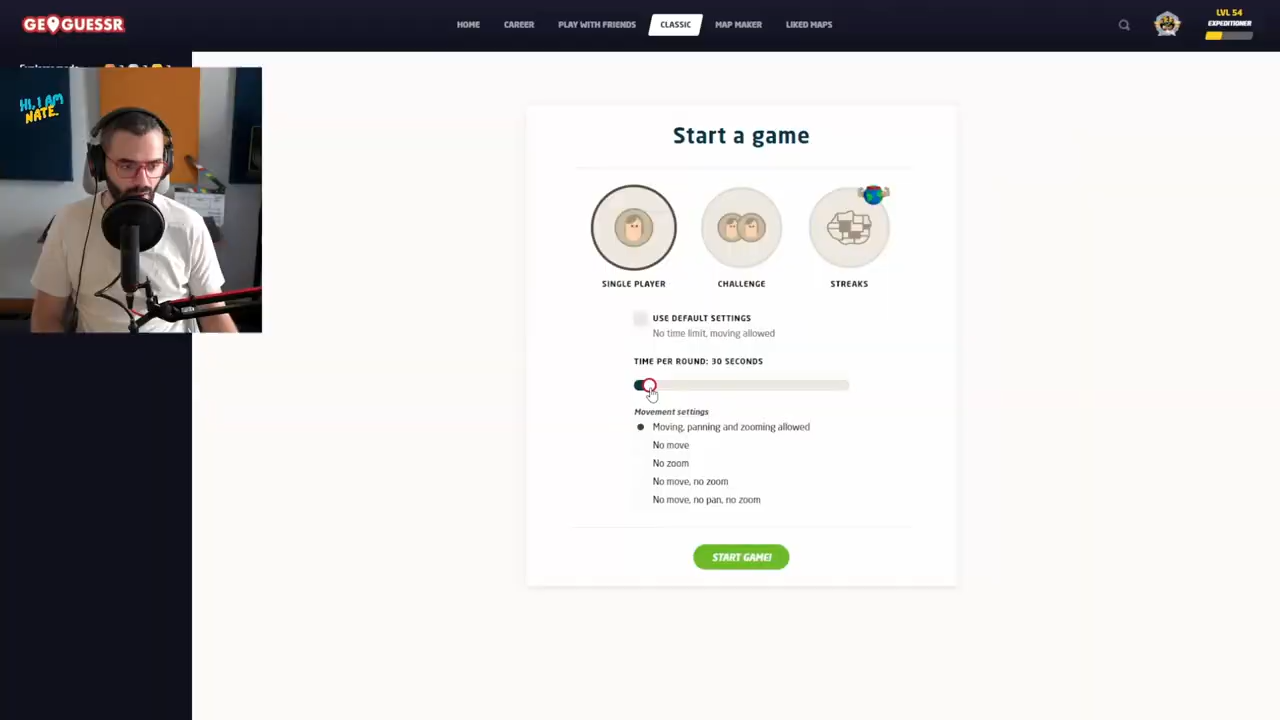 GEOGUESSR
HOME
CAREER
PLAY WITH FRIENDS
CLASSIC
MAP MAKER
LIKED MAPS
LVL 54
EXPEDITIONER
HI, I AM
NATE.
Start a game
SINGLE PLAYER
CHALLENGE
STREAKS
USE DEFAULT SETTINGS
No time limit, moving allowed
TIME PER ROUND: 30 SECONDS
Movement settings
Moving, panning and zooming allowed
No move
No zoom
No move, no zoom
No move, no pan, no zoom
START GAME!